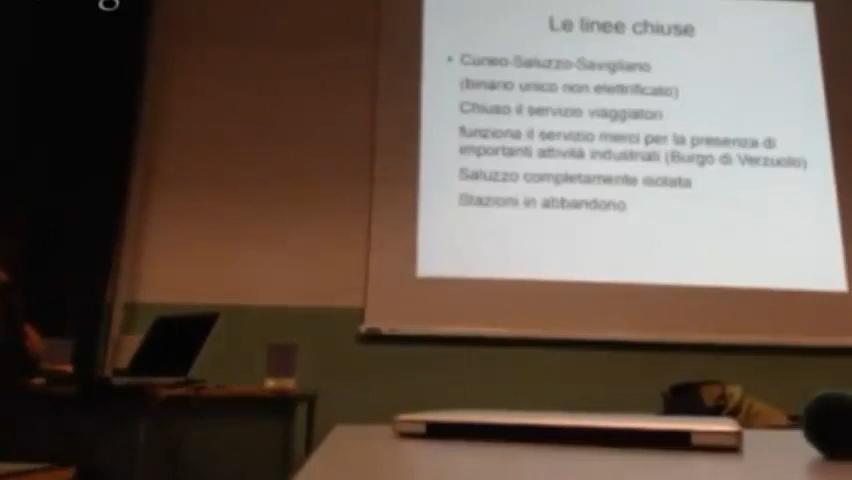 Le linee chiuse
• Cuneo-Saluzzo-Savigliano
(binario unico non elettrificato)
Chiuso il servizio viaggiatori
funziona il servizio merci per la presenza di
importanti attività industriali (Burgo di Verzuolo)
Saluzzo completamente isolata
Stazioni in abbandono